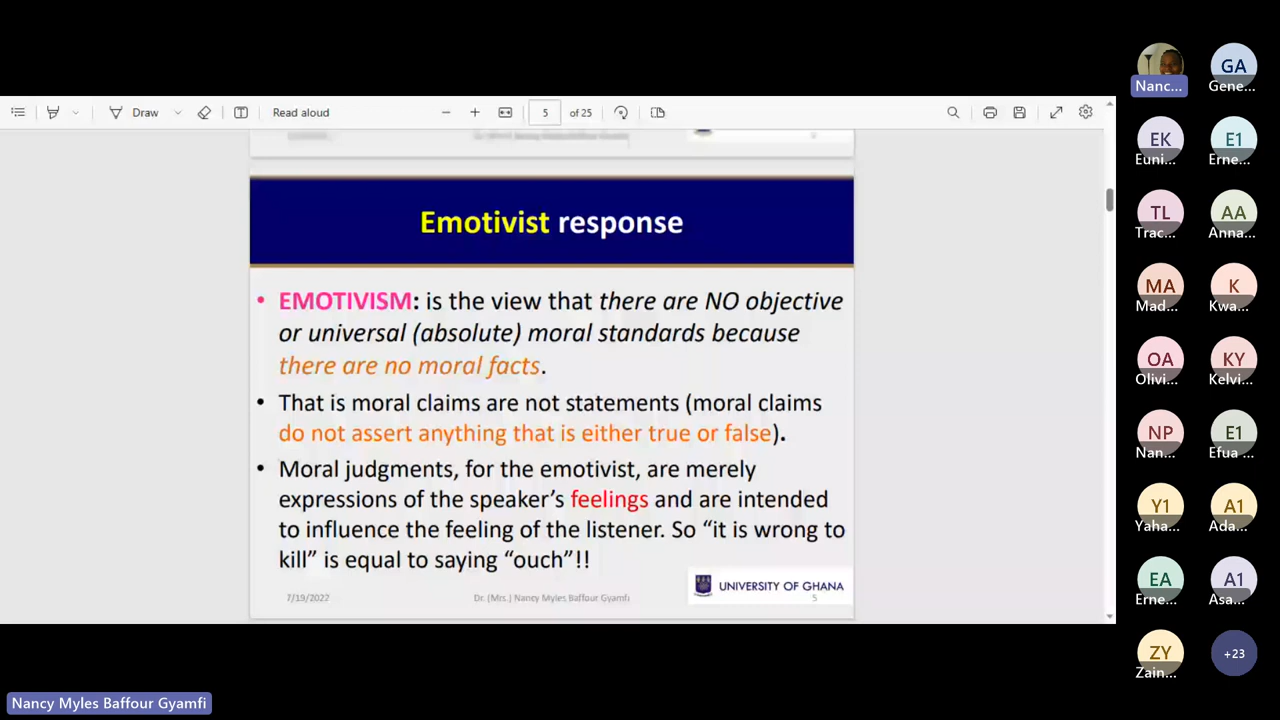 Draw
Read aloud
5 of 25
Emotivist response
• EMOTIVISM: is the view that there are NO objective
or universal (absolute) moral standards because
there are no moral facts.
• That is moral claims are not statements (moral claims
do not assert anything that is either true or false).
• Moral judgments, for the emotivist, are merely
expressions of the speaker’s feelings and are intended
to influence the feeling of the listener. So “it is wrong to
kill” is equal to saying “ouch”!!
UNIVERSITY OF GHANA
7/19/2022 Dr. (Mrs.) Nancy Myles Baffour Gyamfi 5
Nancy Myles Baffour Gyamfi
Nanc...
GA
Gene...
EK
Euni...
E1
Erne...
TL
Trac...
AA
Anna...
MA
Mad...
K
Kwa...
OA
Olivi...
KY
Kelvi...
NP
Nan...
E1
Efua ...
Y1
Yaha...
A1
Ada...
EA
Erne...
A1
Asa...
ZY
Zain...
+23